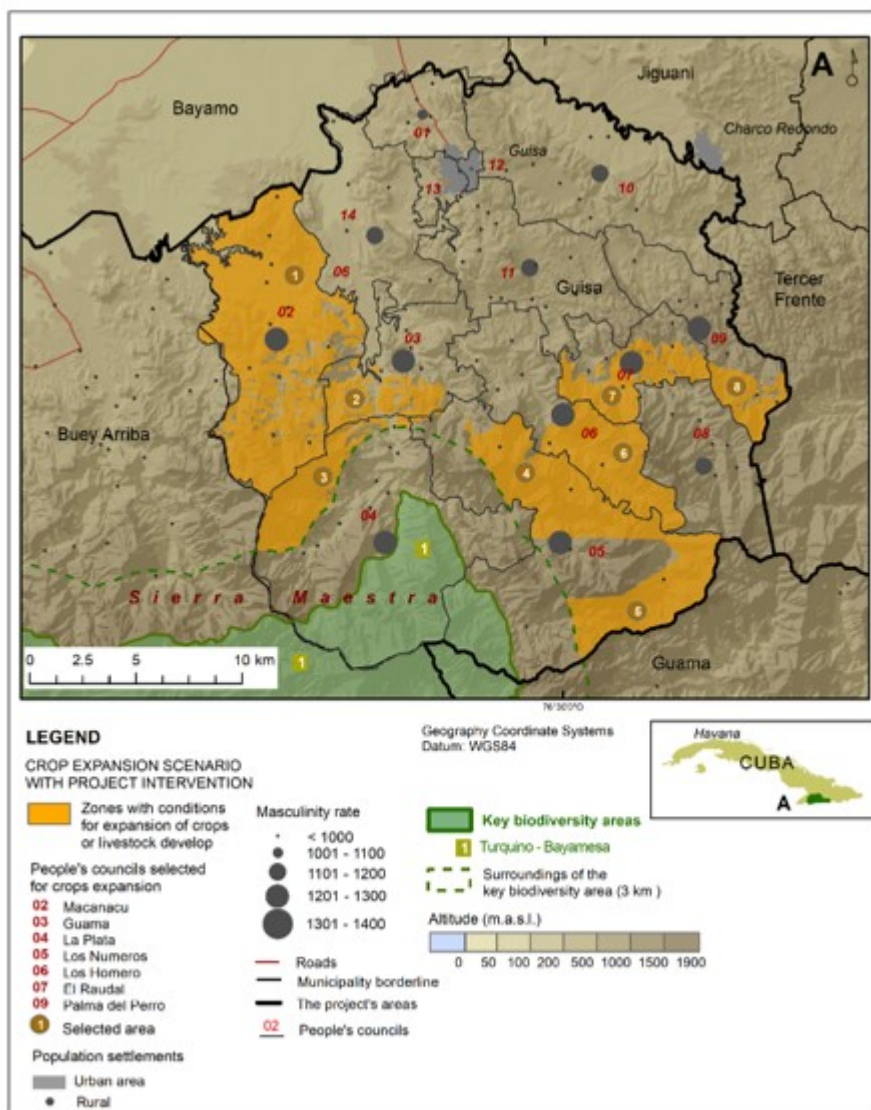 A
Jiguani
Bayamo
Charco Redondo
01
Guisa
12
13
10
14
1
06
11
Guisa
Tercer
Frente
02
03
09
07
8
2
7
Buey Arriba
06
08
6
4
3
04
1
05
Sierra Maestra
5
1
Guama
0 2.5 5 10 km
76°30'0"O
LEGEND
CROP EXPANSION SCENARIO
WITH PROJECT INTERVENTION
Zones with conditions
for expansion of crops
or livestock develop
People's councils selected
for crops expansion
02 Macanacu
03 Guama
04 La Plata
05 Los Numeros
06 Los Homero
07 El Raudal
09 Palma del Perro
1 Selected area
Population settlements
Urban area
Rural
Masculinity rate
< 1000
1001 - 1100
1101 - 1200
1201 - 1300
1301 - 1400
Roads
Municipality borderline
The project's areas
02 People's councils
Geography Coordinate Systems
Datum: WGS84
Key biodiversity areas
1 Turquino - Bayamesa
Surroundings of the
key biodiversity area (3 km )
Altitude (m.a.s.l.)
0 50 100 200 500 1000 1500 1900
Havana
CUBA
A